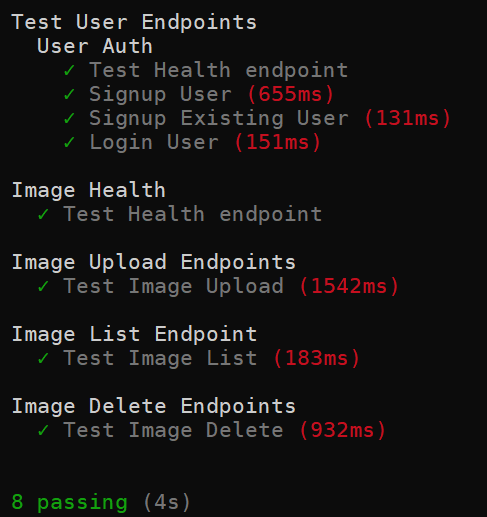 Test User Endpoints
User Auth
✓ Test Health endpoint
✓ Signup User (655ms)
✓ Signup Existing User (131ms)
✓ Login User (151ms)
Image Health
✓ Test Health endpoint
Image Upload Endpoints
✓ Test Image Upload (1542ms)
Image List Endpoint
✓ Test Image List (183ms)
Image Delete Endpoints
✓ Test Image Delete (932ms)
8 passing (4s)